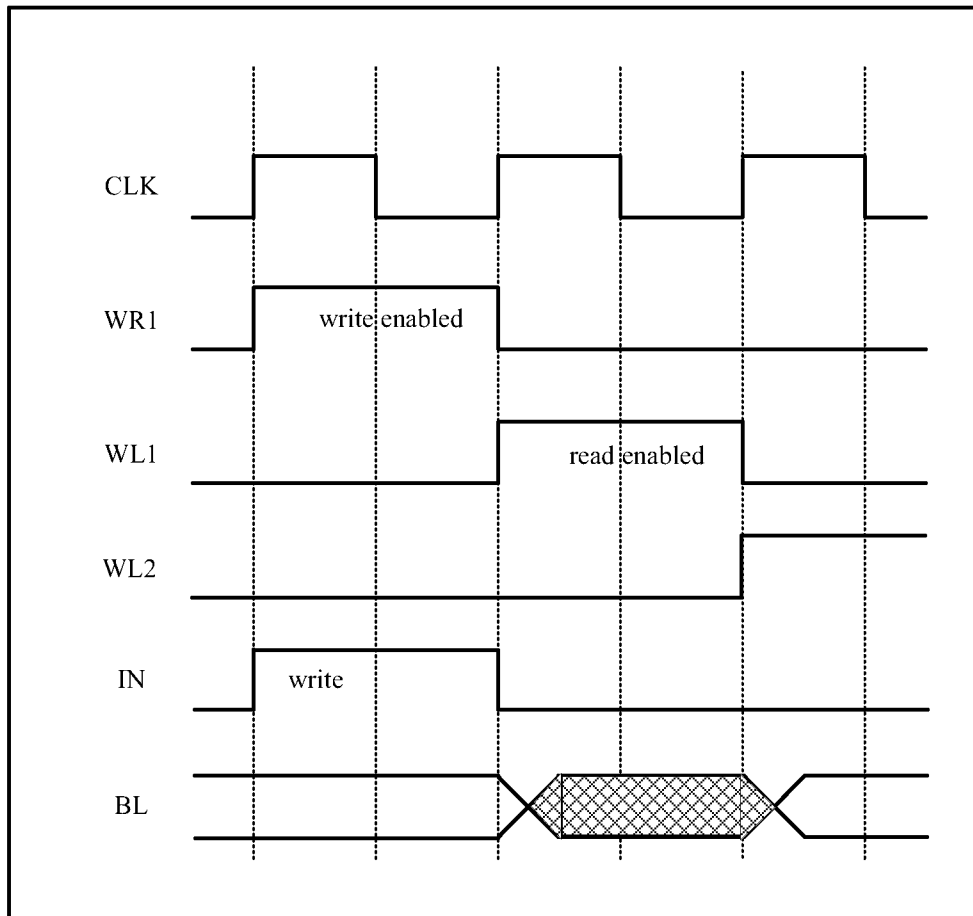 CLK
WR1
write enabled
WL1
read enabled
WL2
IN
write
BL